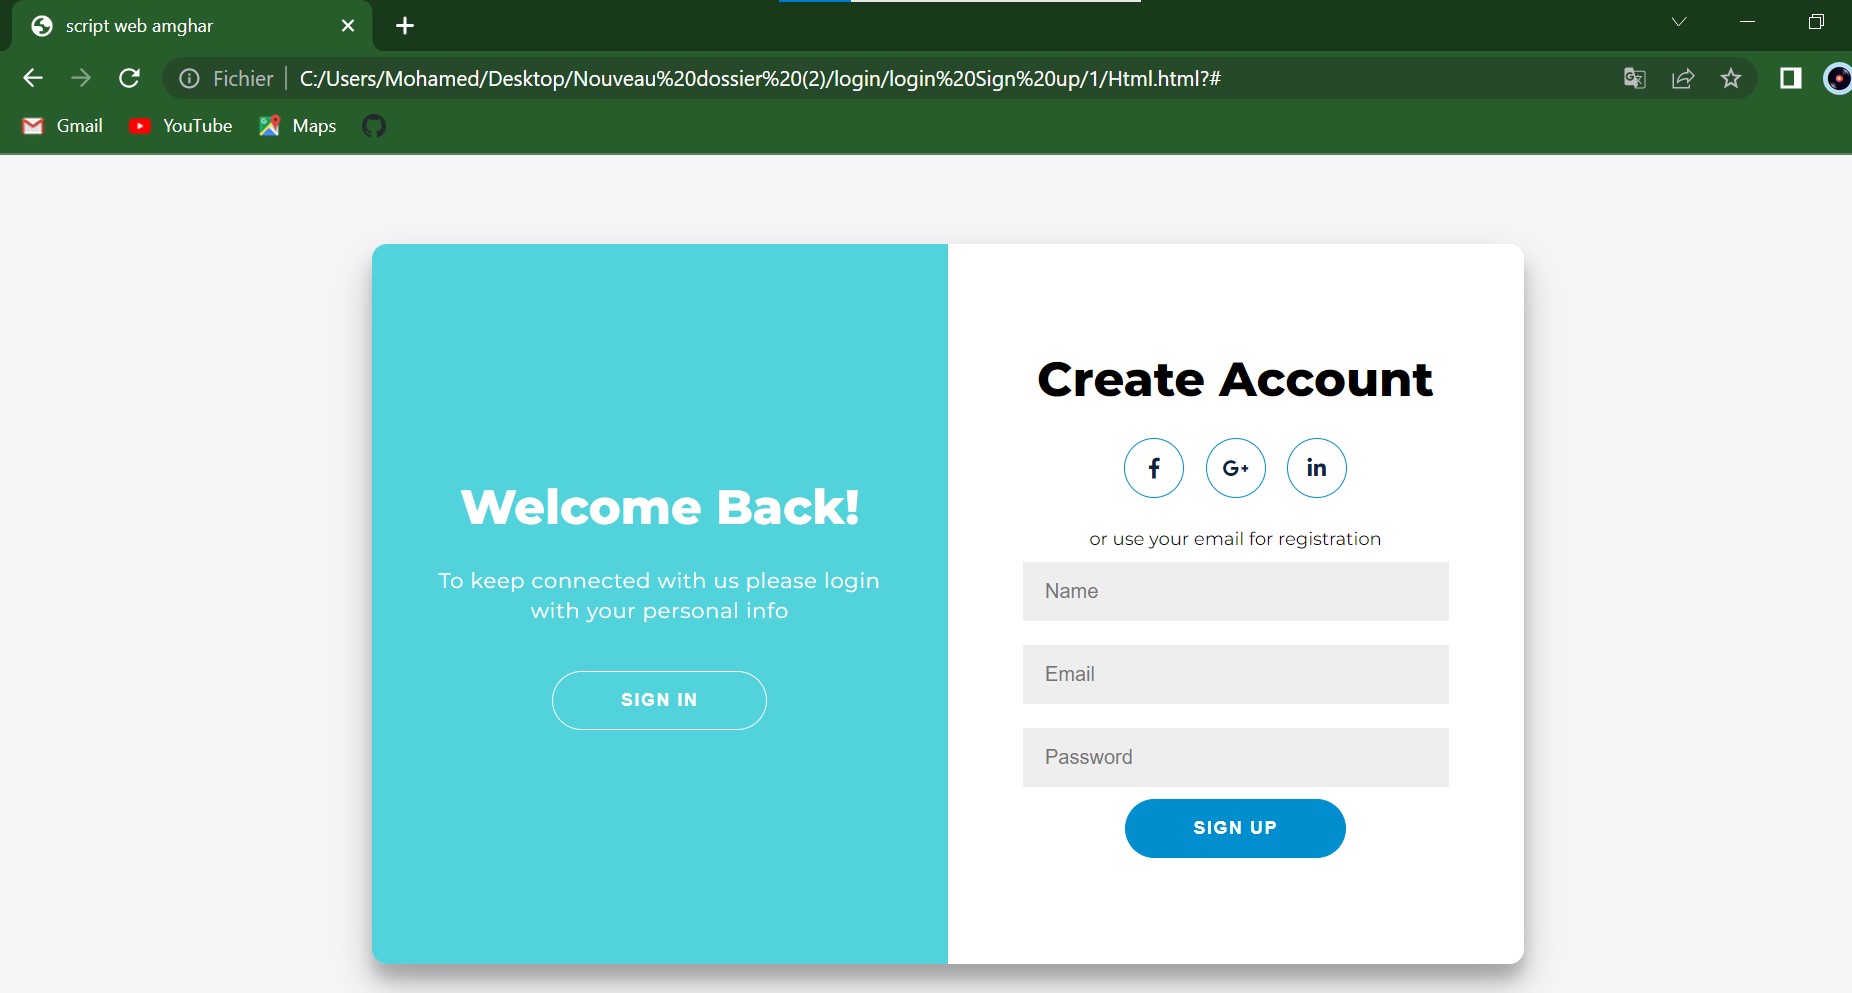 script web amghar
Fichier C:/Users/Mohamed/Desktop/Nouveau%20dossier%20(2)/login/login%20Sign%20up/1/Html.html?#
Gmail YouTube Maps
Welcome Back!
To keep connected with us please login
with your personal info
SIGN IN
Create Account
f G+ in
or use your email for registration
Name
Email
Password
SIGN UP